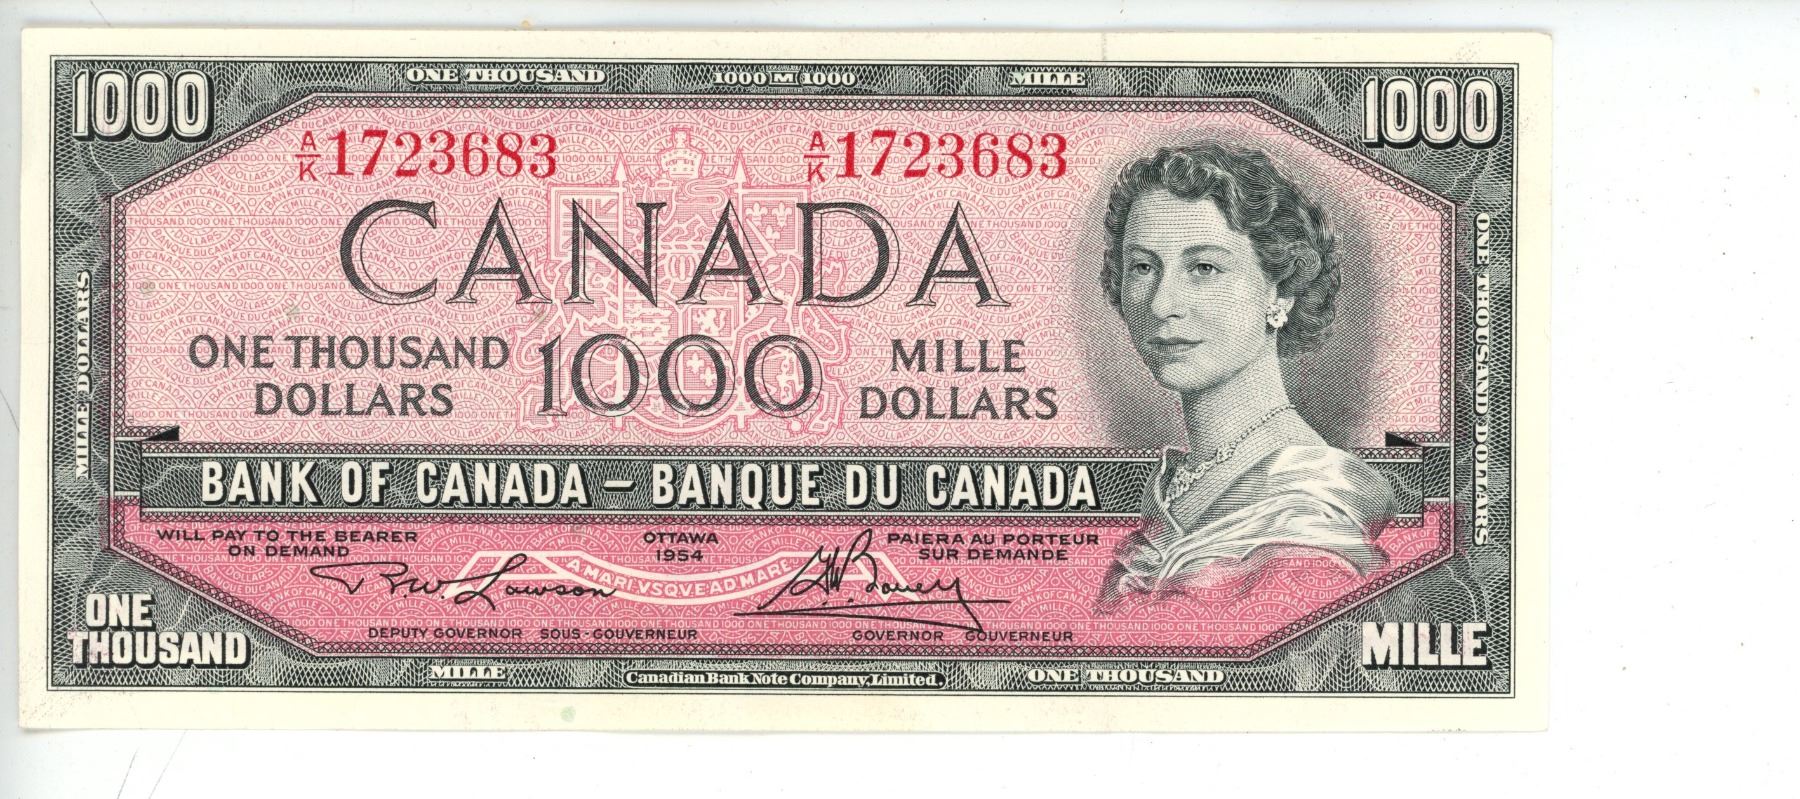 ONE THOUSAND 1000 M 1000 MILLE
1000 1000
A/K 1723683 A/K 1723683
CANADA
ONE THOUSAND DOLLARS
1000
MILLE DOLLARS
MILLE DOLLARS
ONE THOUSAND DOLLARS
BANK OF CANADA – BANQUE DU CANADA
WILL PAY TO THE BEARER
ON DEMAND
OTTAWA
1954
PAIERA AU PORTEUR
SUR DEMANDE
A MARI VSQVE AD MARE
R.W. Lawson
DEPUTY GOVERNOR SOUS-GOUVERNEUR
GOVERNOR GOUVERNEUR
ONE
THOUSAND
MILLE
MILLE Canadian Bank Note Company, Limited. ONE THOUSAND